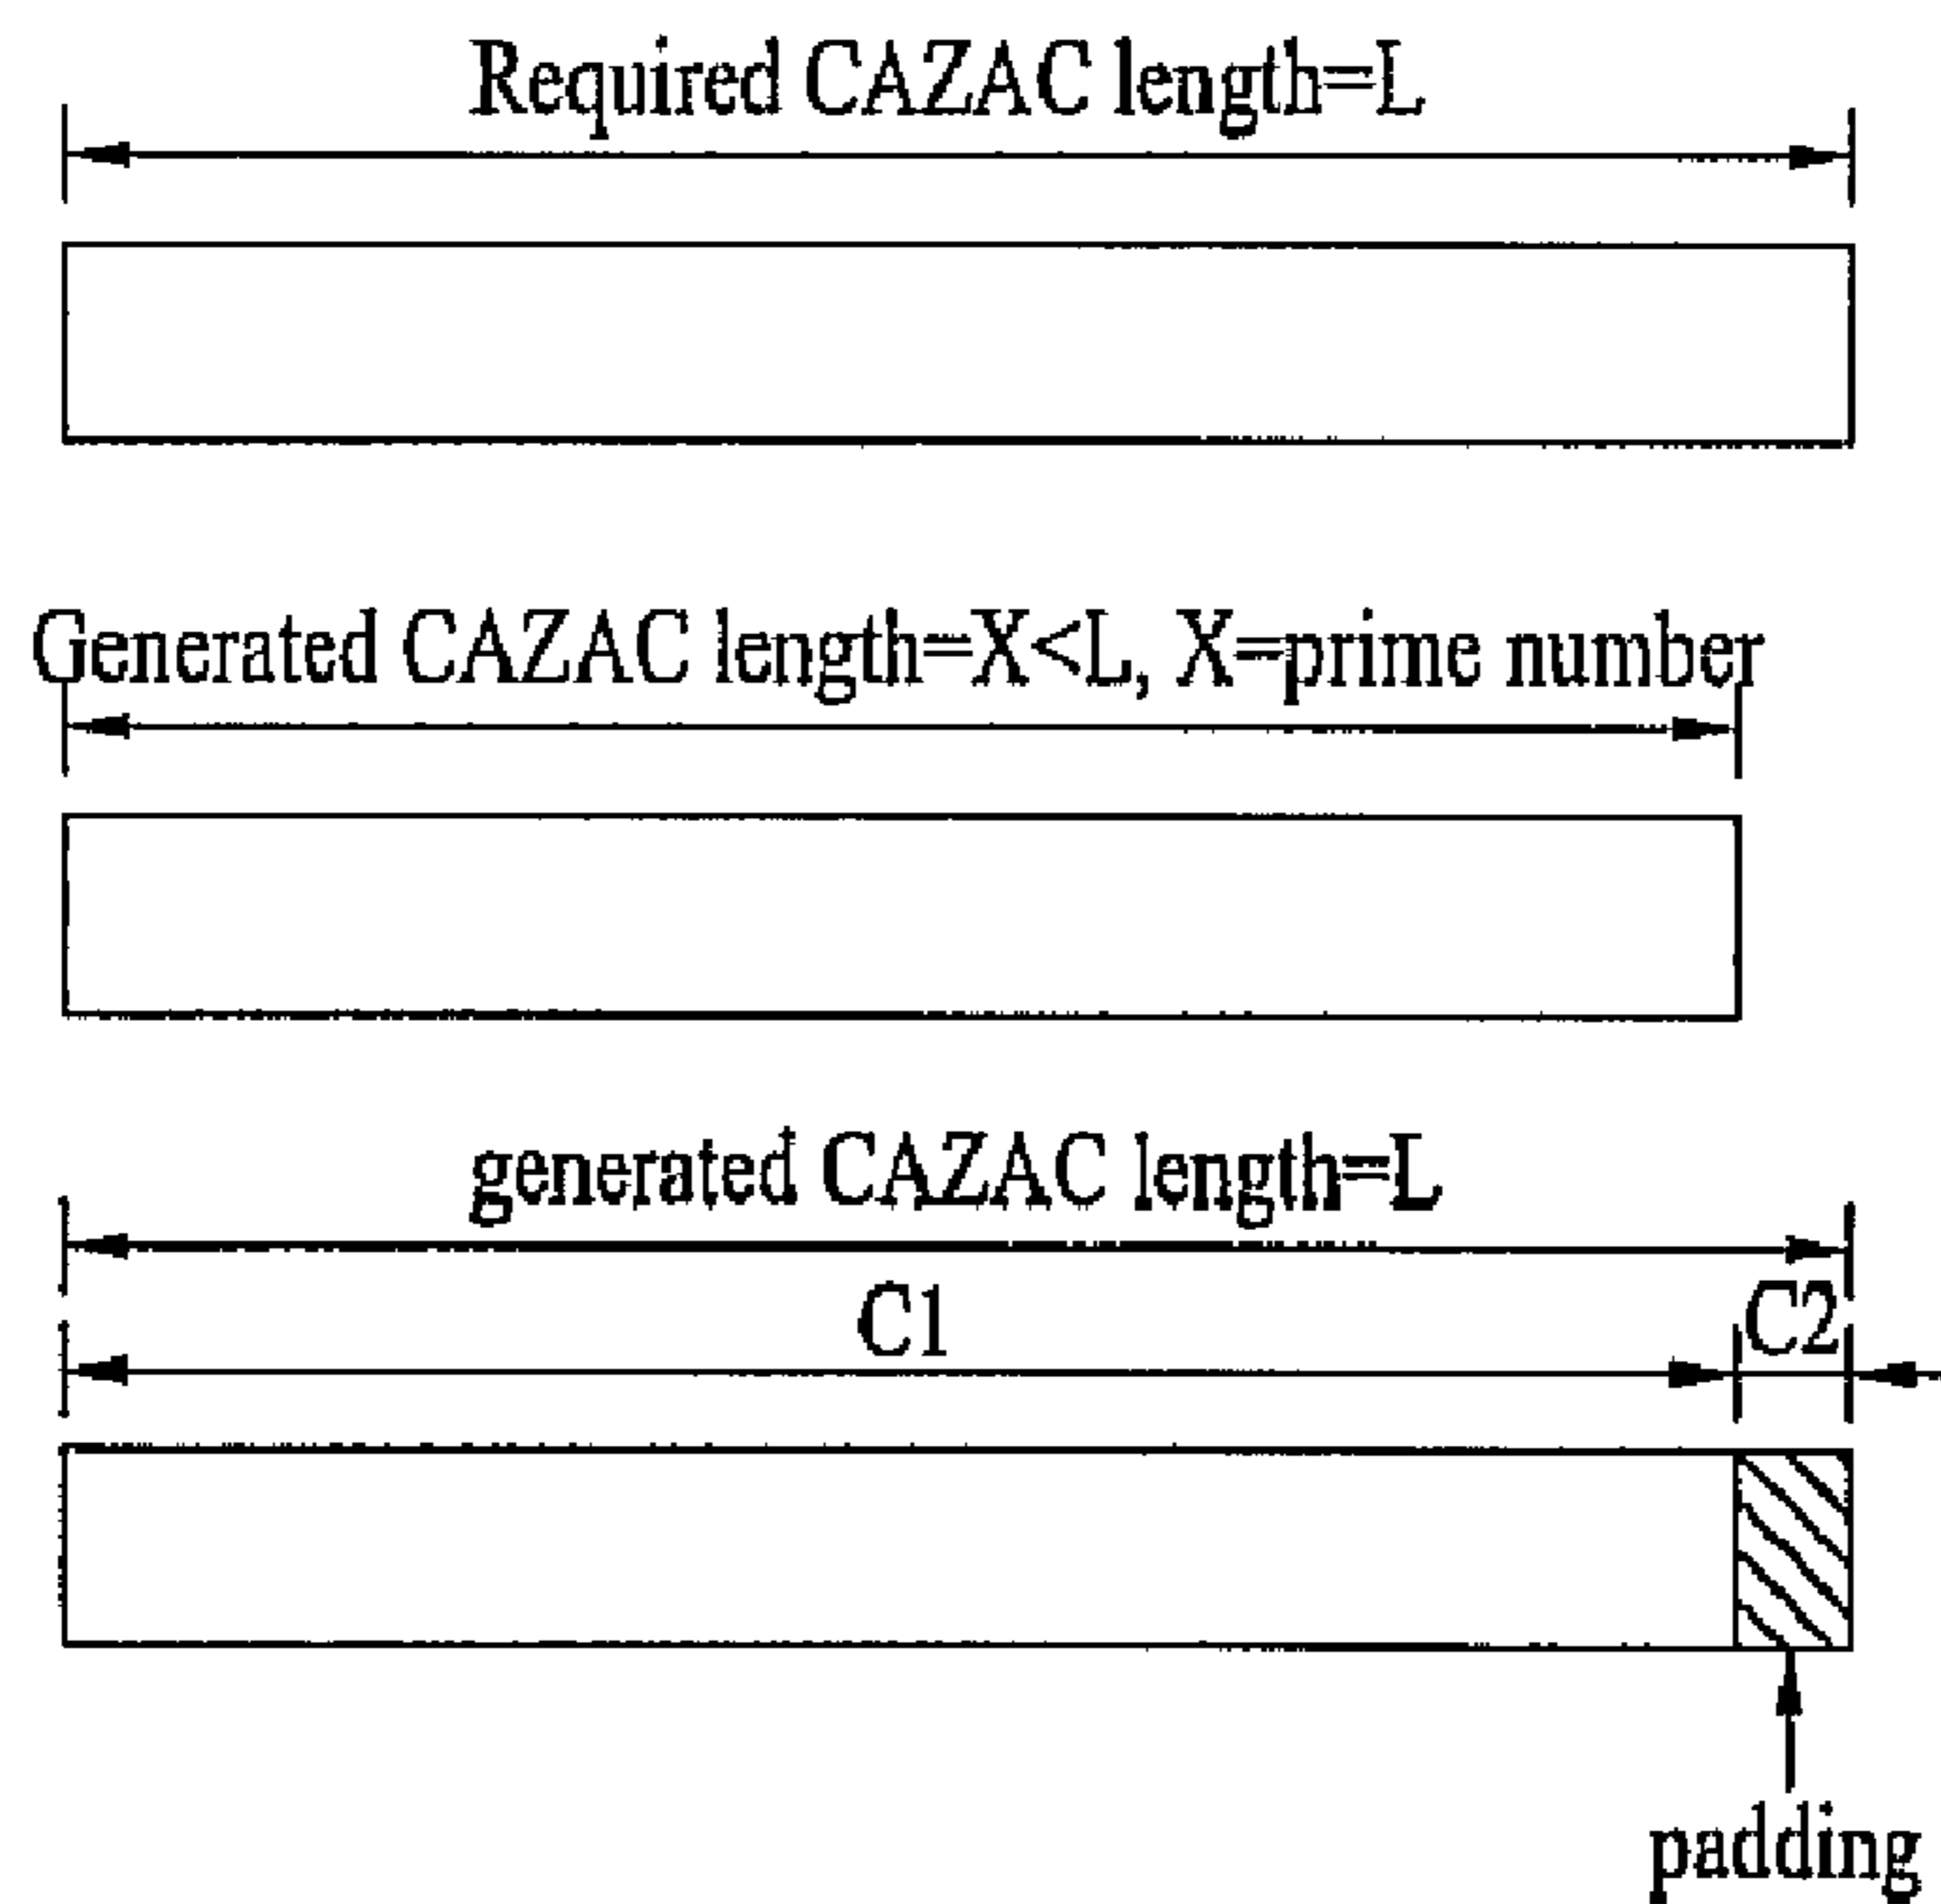 Required CAZAC length=L
Generated CAZAC length=X<L, X=prime number
generated CAZAC length=L
C1 C2
padding